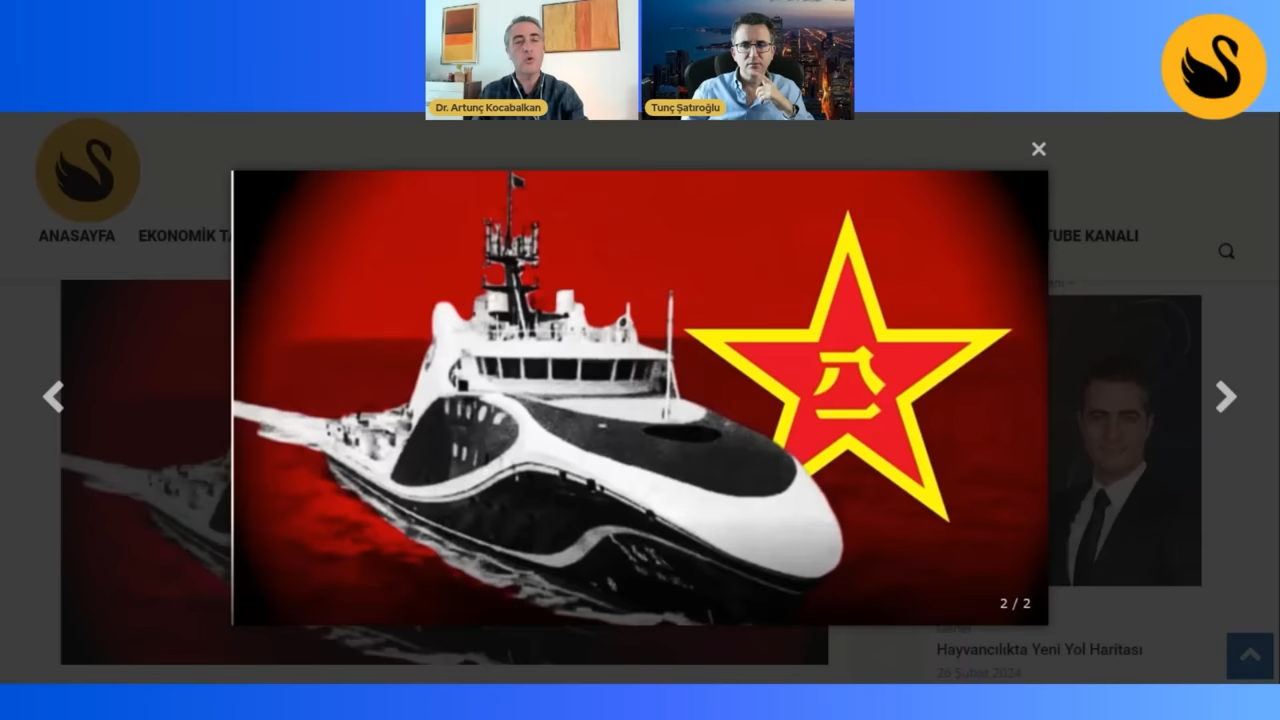 Dr. Artunç Kocabalkan
Tunç Şatıroğlu
ANASAYFA
EKONOMİK TA
TUBE KANALI
八一
2 / 2
Hayvancılıkta Yeni Yol Haritası
26 Şubat 2024